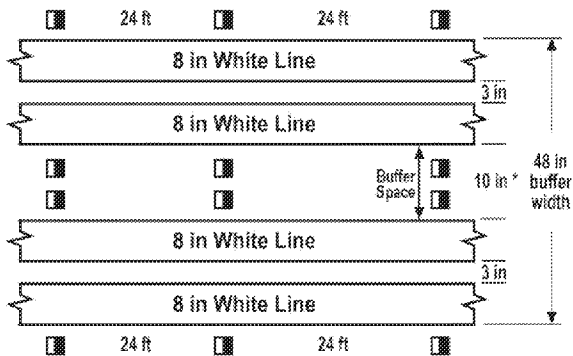 24 ft 24 ft
8 in White Line
3 in
8 in White Line
Buffer
Space
10 in *
48 in
buffer
width
8 in White Line
3 in
8 in White Line
24 ft 24 ft